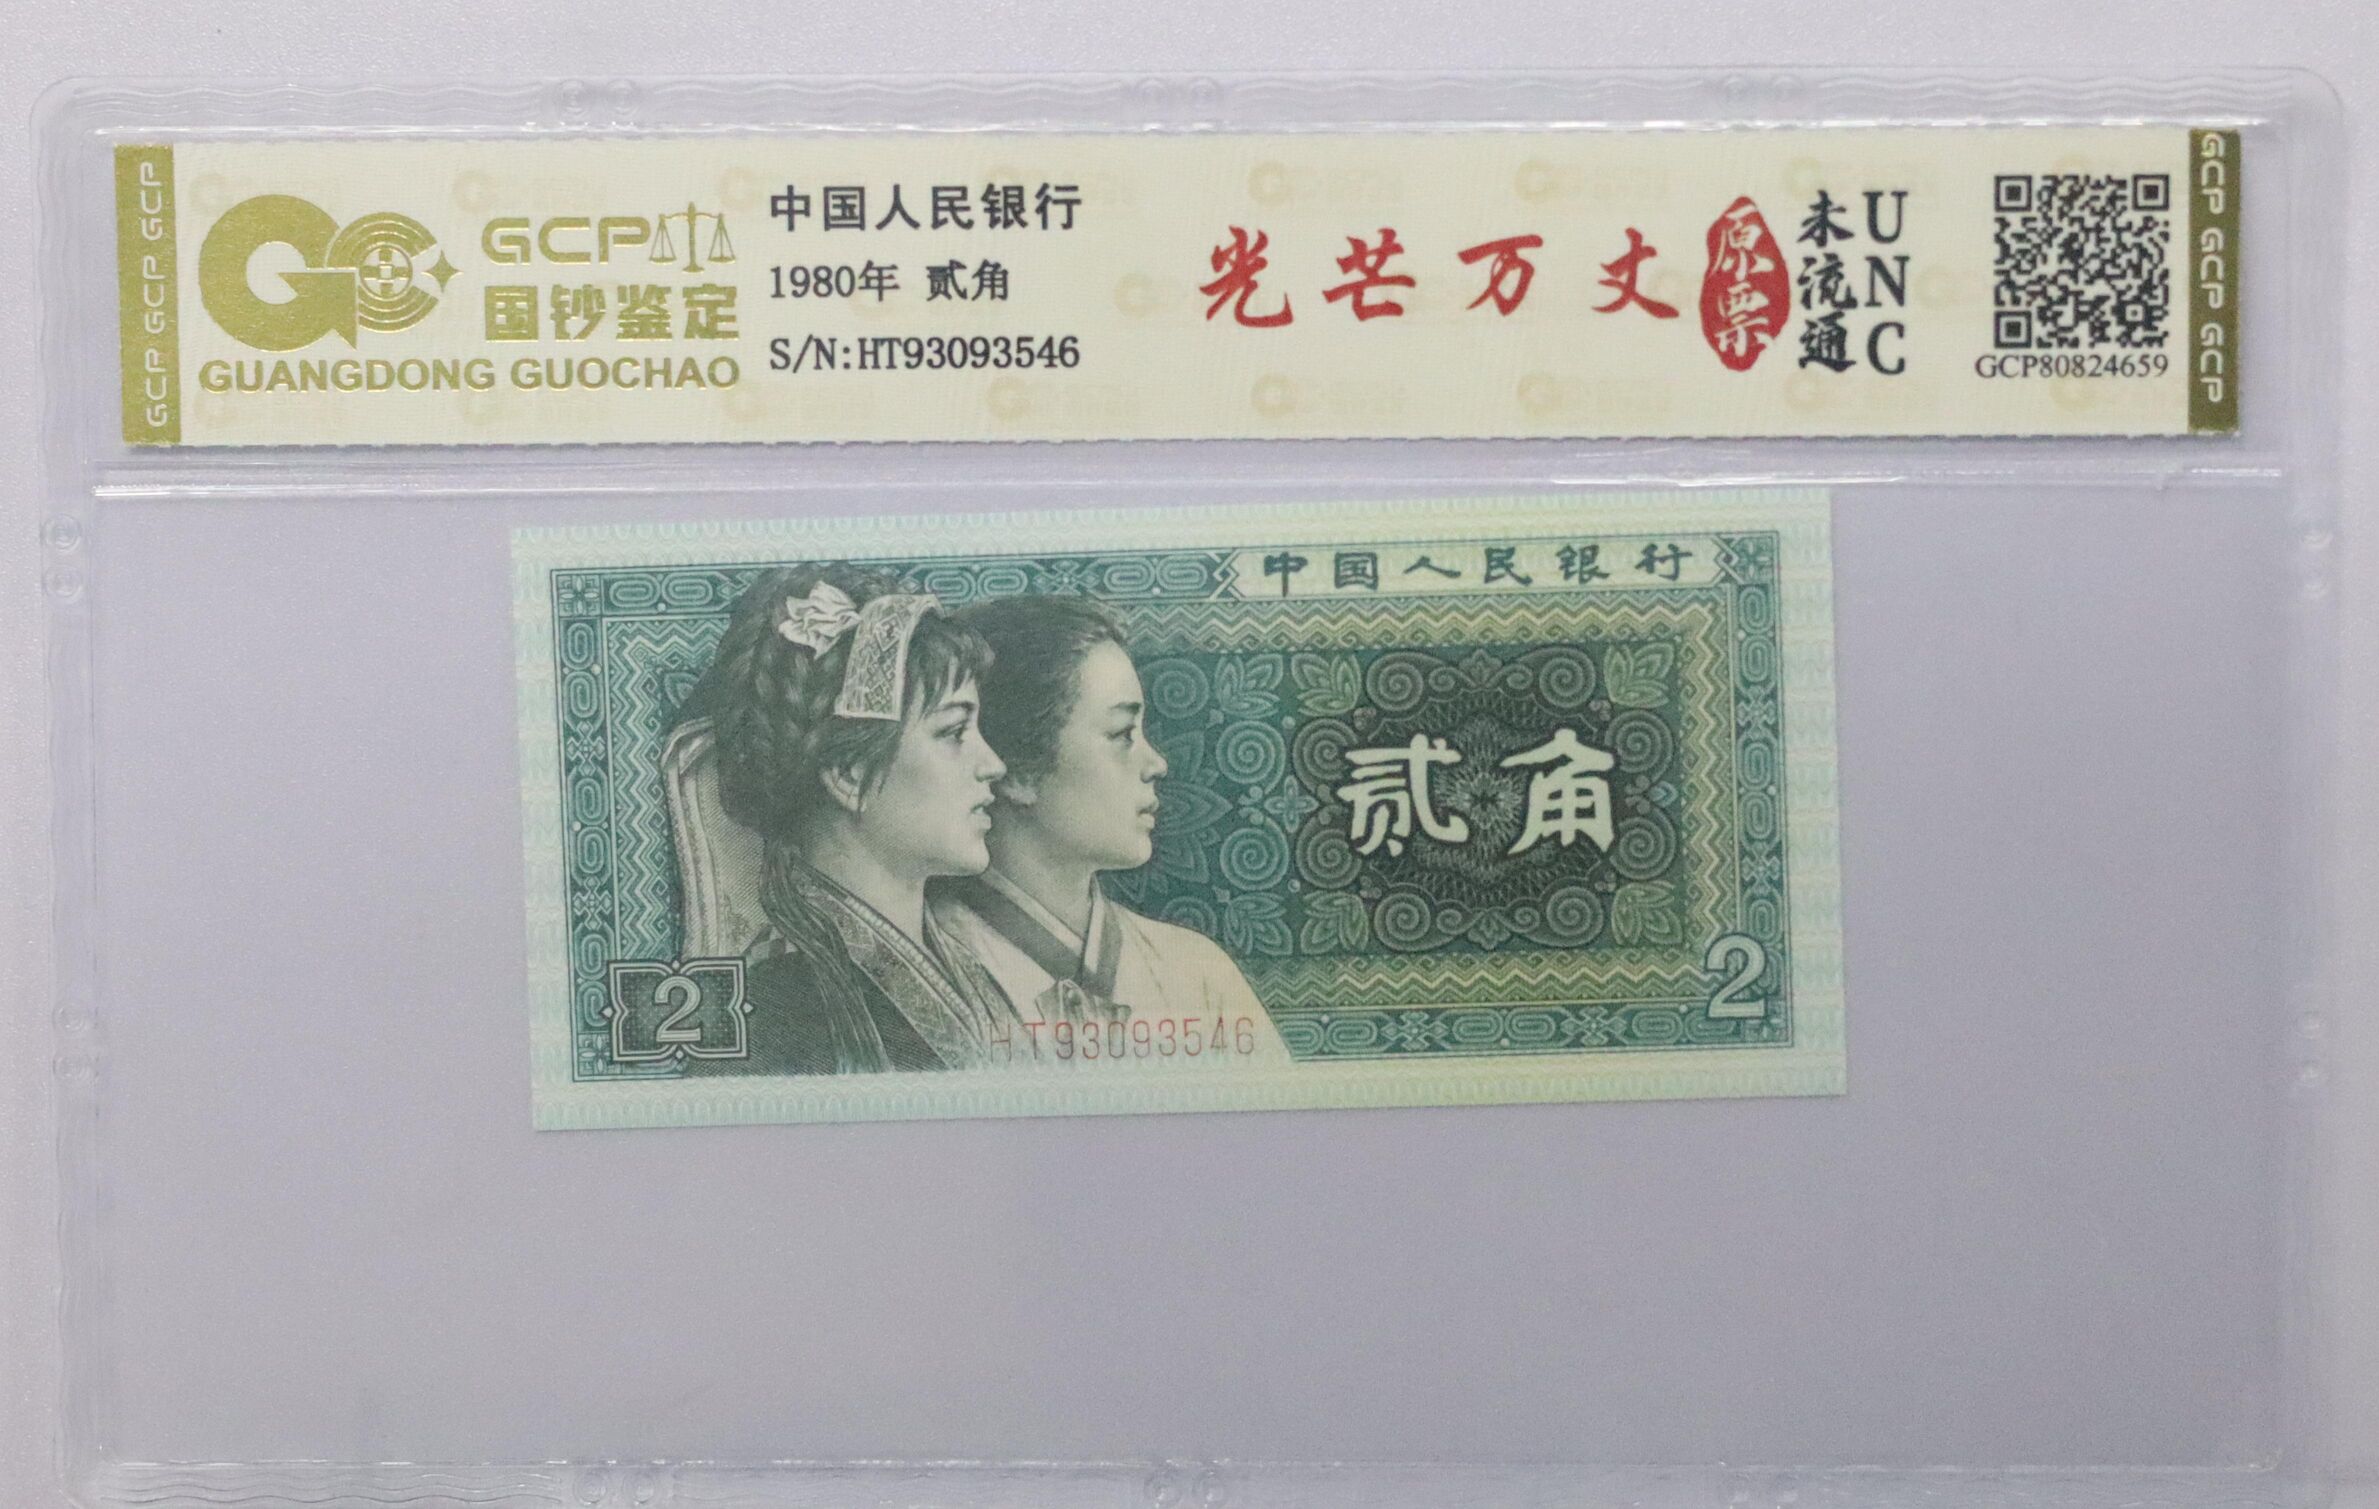 GCP GCP GCP
GCP
国钞鉴定
GUANGDONG GUOCHAO
中国人民银行
1980年 贰角
S/N:HT93093546
光芒万丈
原票
未流通
UNC
GCP80824659
GCP GCP GCP
中国人民银行
贰角
2
2
HT93093546